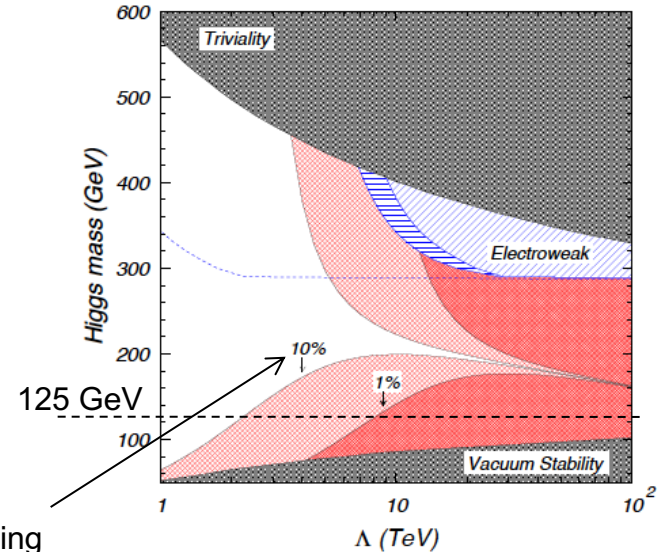 600
500
400
300
200
100
Higgs mass (GeV)
Triviality
Electroweak
10%
1%
125 GeV
Vacuum Stability
1
10
10²
Λ (TeV)
ing